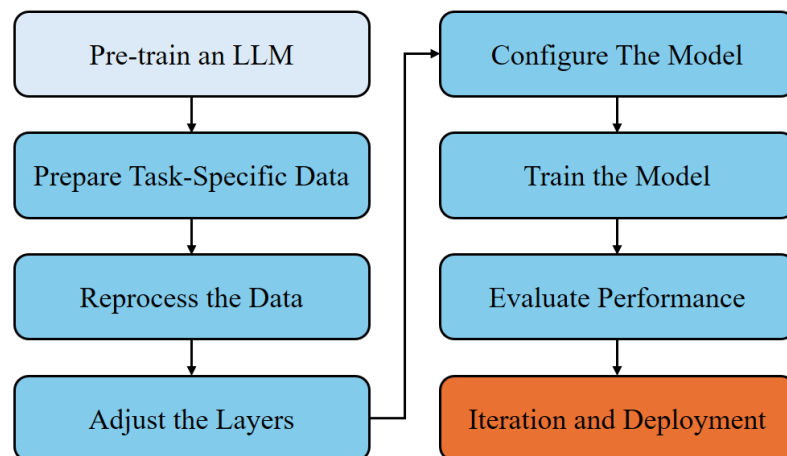 Pre-train an LLM
Prepare Task-Specific Data
Reprocess the Data
Adjust the Layers
Configure The Model
Train the Model
Evaluate Performance
Iteration and Deployment